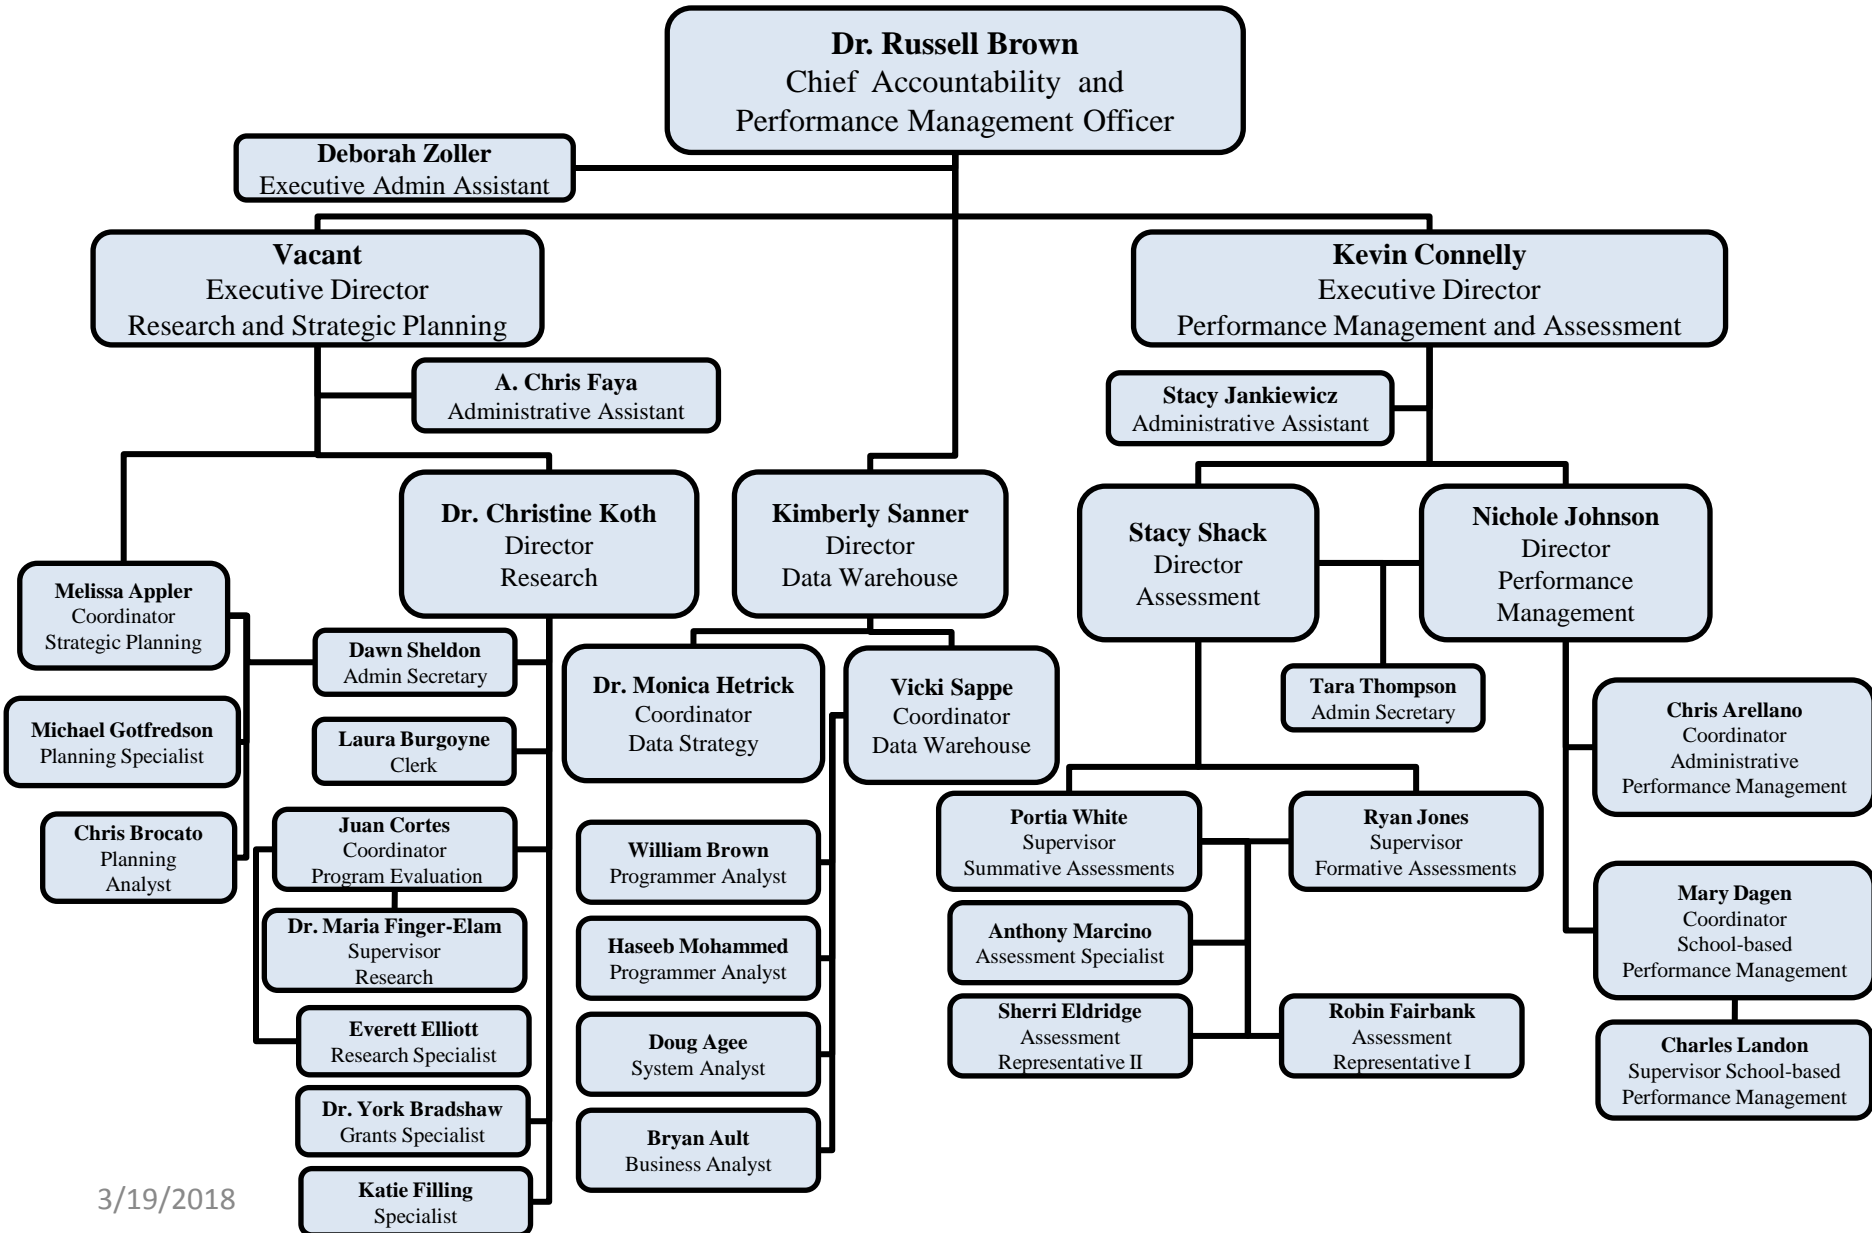 Dr. Russell Brown
Chief Accountability and
Performance Management Officer
Deborah Zoller
Executive Admin Assistant
Vacant
Executive Director
Research and Strategic Planning
Kevin Connelly
Executive Director
Performance Management and Assessment
A. Chris Faya
Administrative Assistant
Stacy Jankiewicz
Administrative Assistant
Dr. Christine Koth
Director
Research
Kimberly Sanner
Director
Data Warehouse
Stacy Shack
Director
Assessment
Nichole Johnson
Director
Performance
Management
Melissa Appler
Coordinator
Strategic Planning
Dawn Sheldon
Admin Secretary
Dr. Monica Hetrick
Coordinator
Data Strategy
Vicki Sappe
Coordinator
Data Warehouse
Tara Thompson
Admin Secretary
Chris Arellano
Coordinator
Administrative
Performance Management
Michael Gotfredson
Planning Specialist
Laura Burgoyne
Clerk
Chris Brocato
Planning
Analyst
Juan Cortes
Coordinator
Program Evaluation
William Brown
Programmer Analyst
Portia White
Supervisor
Summative Assessments
Ryan Jones
Supervisor
Formative Assessments
Mary Dagen
Coordinator
School-based
Performance Management
Dr. Maria Finger-Elam
Supervisor
Research
Haseeb Mohammed
Programmer Analyst
Anthony Marcino
Assessment Specialist
Everett Elliott
Research Specialist
Doug Agee
System Analyst
Sherri Eldridge
Assessment
Representative II
Robin Fairbank
Assessment
Representative I
Charles Landon
Supervisor School-based
Performance Management
Dr. York Bradshaw
Grants Specialist
Bryan Ault
Business Analyst
Katie Filling
Specialist
3/19/2018